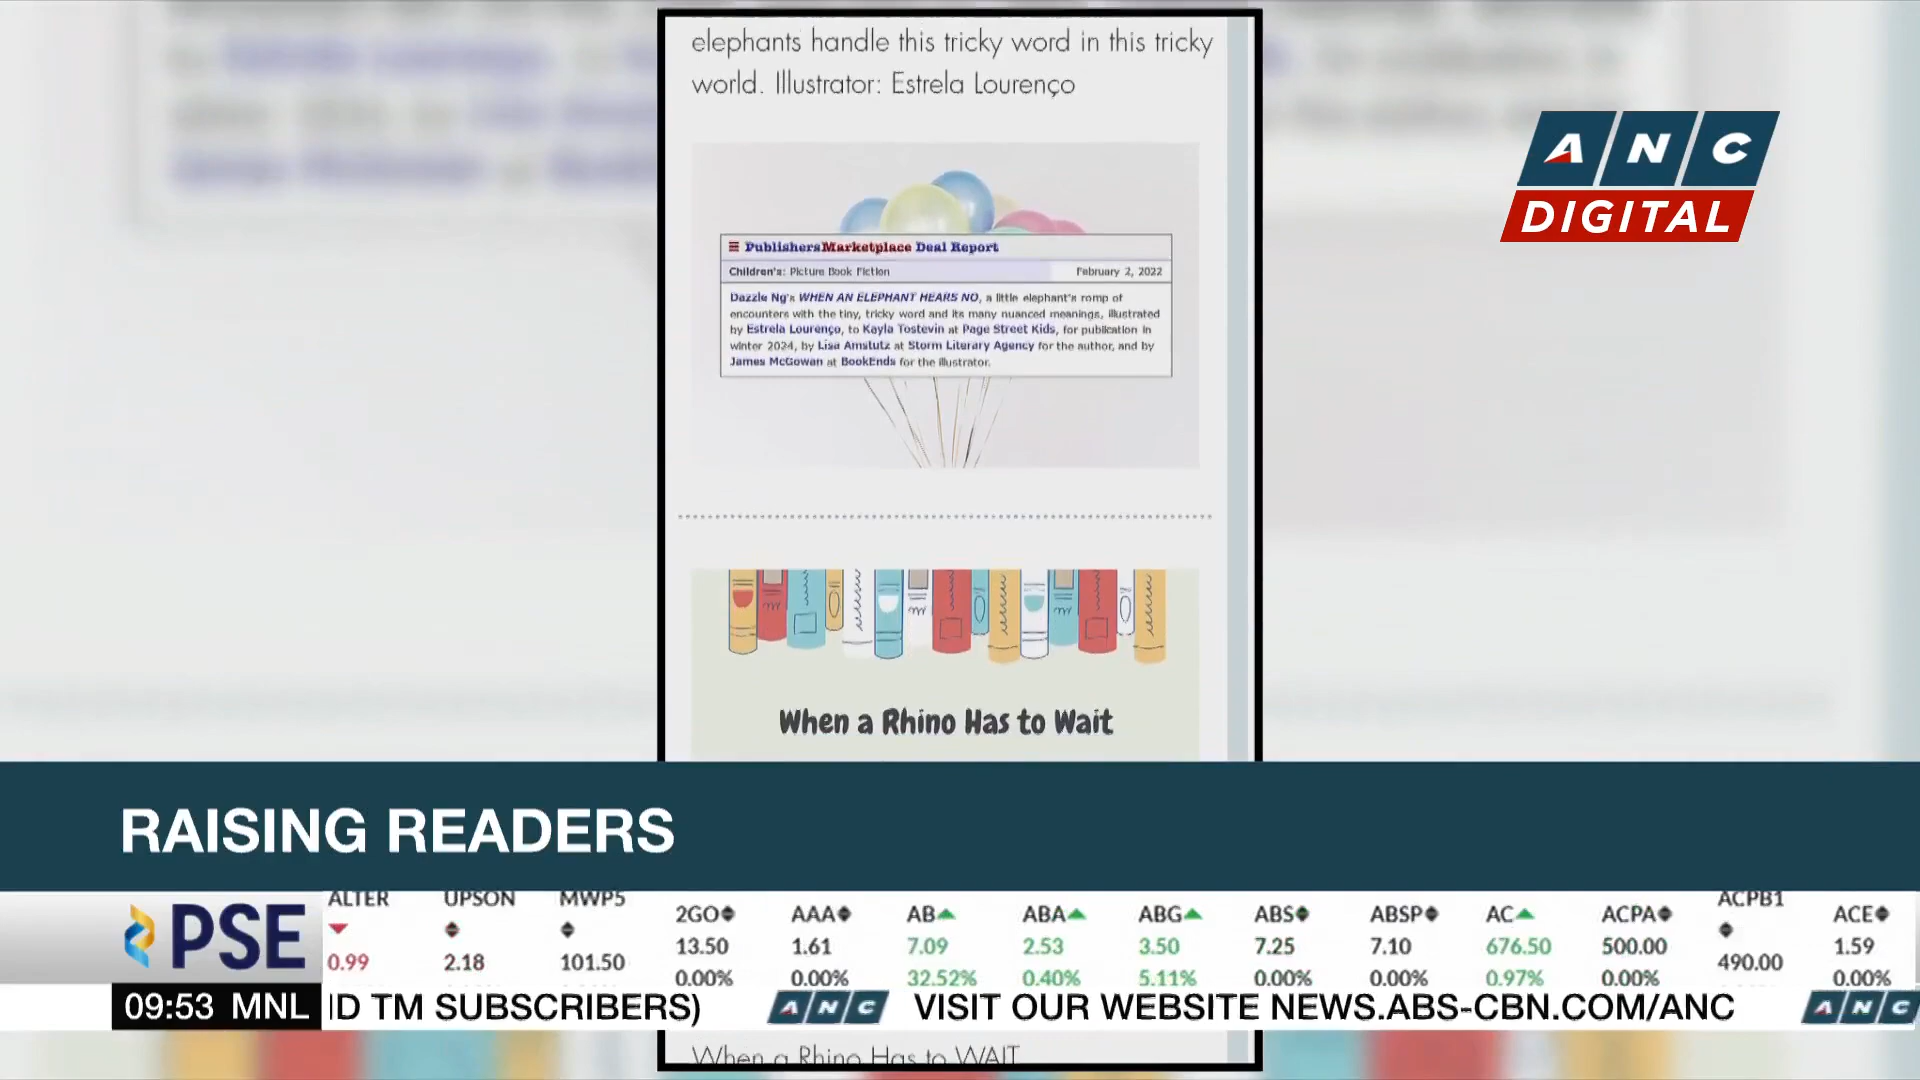 elephants handle this tricky word in this tricky
world. Illustrator: Estrela Lourenço
ANC
DIGITAL
PublishersMarketplace Deal Report
Children's: Picture Book Fiction February 2, 2022
Dazzle Ng's WHEN AN ELEPHANT HEARS NO, a little elephant's romp of
encounters with the tiny, tricky word and its many nuanced meanings, illustrated
by Estrela Lourenço, to Kayla Tostevin at Page Street Kids, for publication in
winter 2024, by Lisa Amstutz at Storm Literary Agency for the author, and by
James McGowan at BookEnds for the illustrator.
When a Rhino Has to Wait
RAISING READERS
PSE
ALTER UPSON MWP5 2GO AAA AB ABA ABG ABS ABSP AC ACPA ACPB1 ACE
0.99 2.18 101.50 13.50 1.61 7.09 2.53 3.50 7.25 7.10 676.50 500.00 490.00 1.59
0.00% 0.00% 32.52% 0.40% 5.11% 0.00% 0.00% 0.97% 0.00% 0.00%
09:53 MNL ID TM SUBSCRIBERS) ANC VISIT OUR WEBSITE NEWS.ABS-CBN.COM/ANC ANC
When a Rhino Has to WAIT